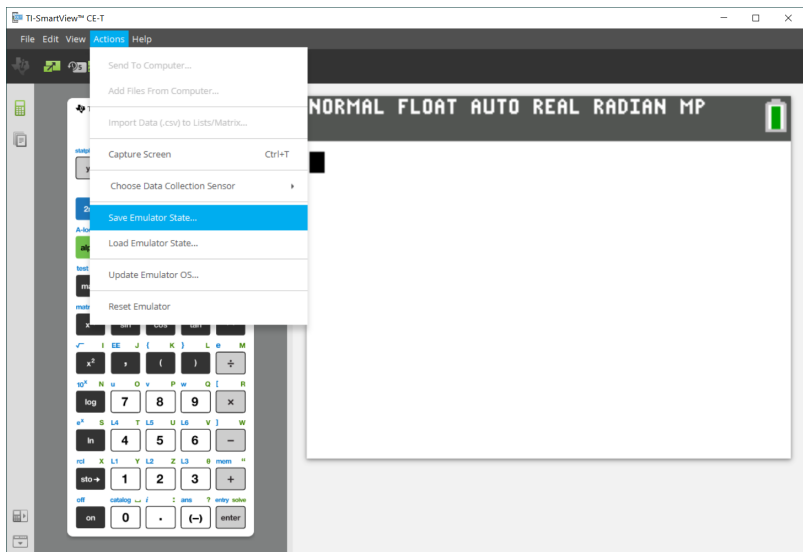 TI-SmartView™ CE-T
File Edit View Actions Help
Send To Computer...
Add Files From Computer...
Import Data (.csv) to Lists/Matrix...
Capture Screen Ctrl+T
Choose Data Collection Sensor
Save Emulator State...
Load Emulator State...
Update Emulator OS...
Reset Emulator
NORMAL FLOAT AUTO REAL RADIAN MP
sin cos tan
√ I EE J { K } L e M
x² , ( ) ÷
10ˣ N u O v P w Q [ R
log 7 8 9 ×
eˣ S L4 T L5 U L6 V ] W
ln 4 5 6 −
rcl X L1 Y L2 Z L3 θ mem "
sto→ 1 2 3 +
off catalog i : ans ? entry solve
on 0 . (−) enter